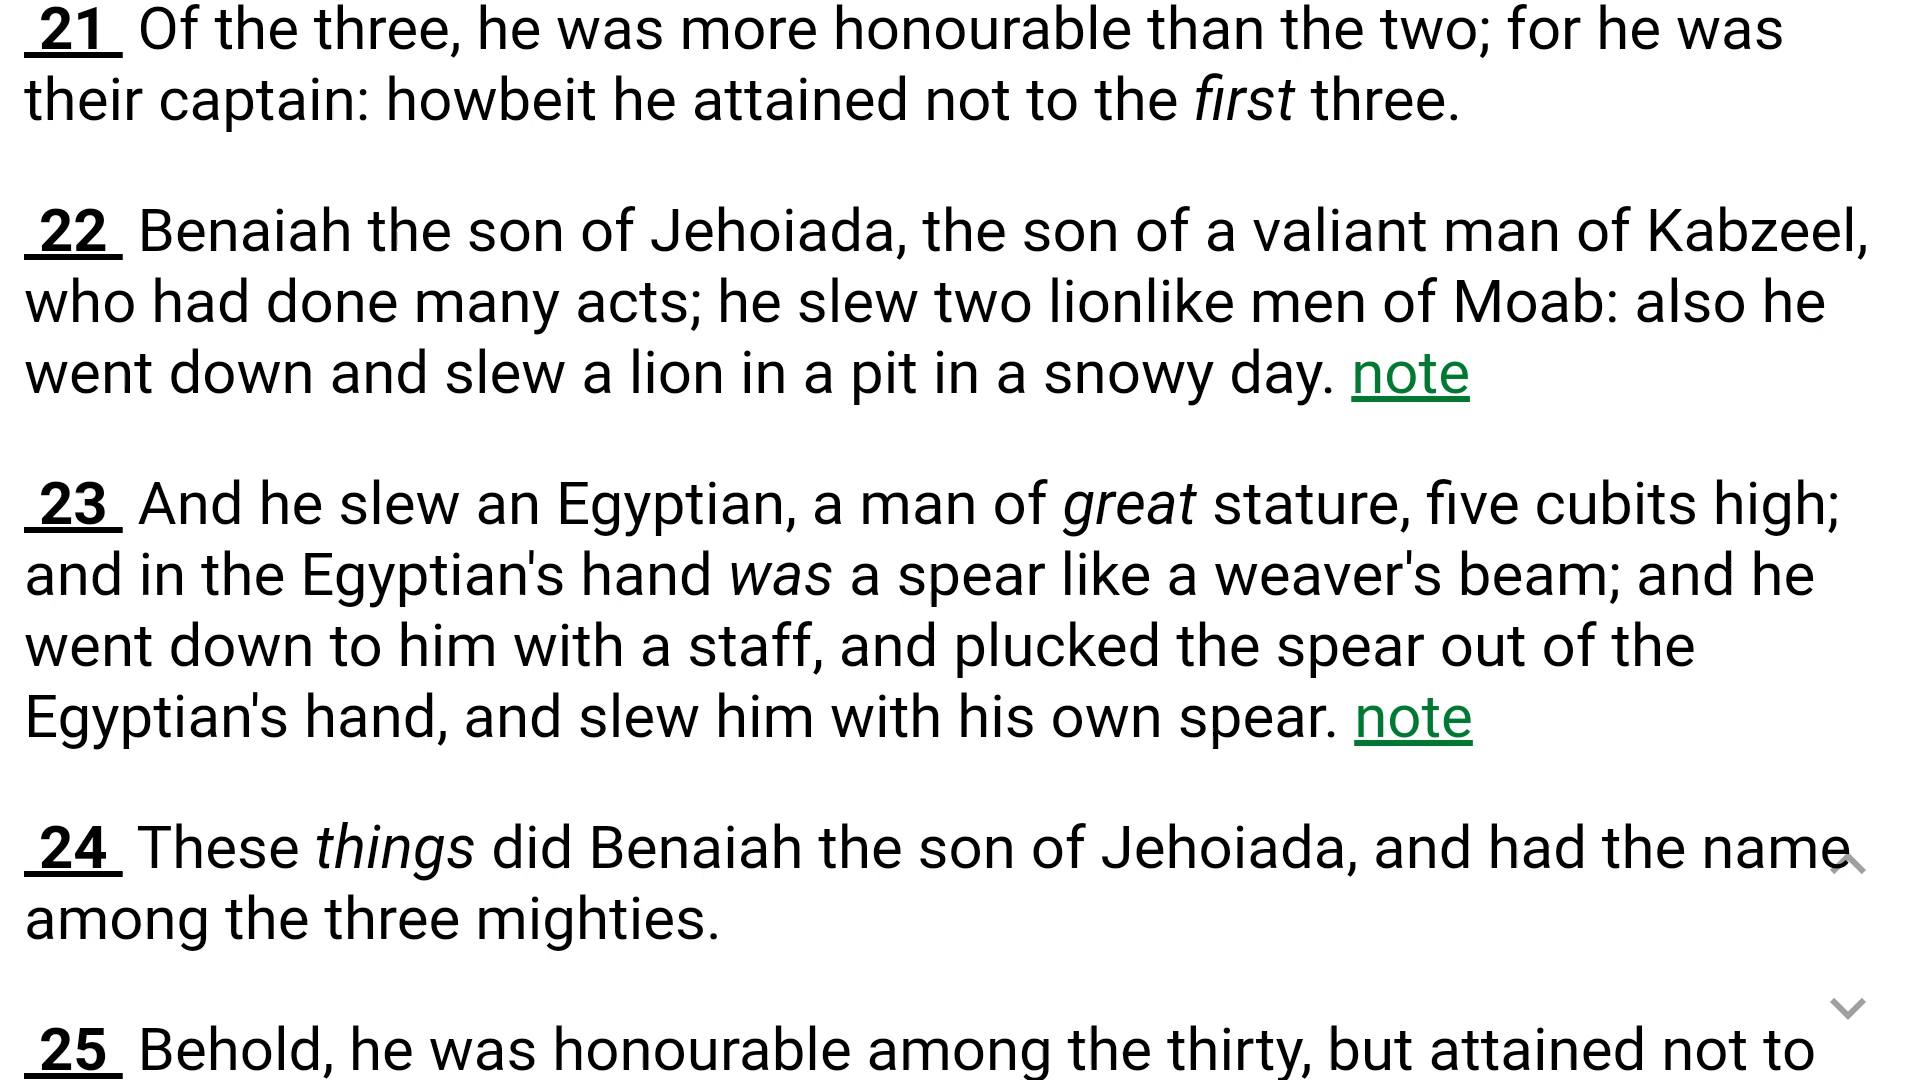 21 Of the three, he was more honourable than the two; for he was
their captain: howbeit he attained not to the first three.
22 Benaiah the son of Jehoiada, the son of a valiant man of Kabzeel,
who had done many acts; he slew two lionlike men of Moab: also he
went down and slew a lion in a pit in a snowy day. note
23 And he slew an Egyptian, a man of great stature, five cubits high;
and in the Egyptian's hand was a spear like a weaver's beam; and he
went down to him with a staff, and plucked the spear out of the
Egyptian's hand, and slew him with his own spear. note
24 These things did Benaiah the son of Jehoiada, and had the name
among the three mighties.
25 Behold, he was honourable among the thirty, but attained not to